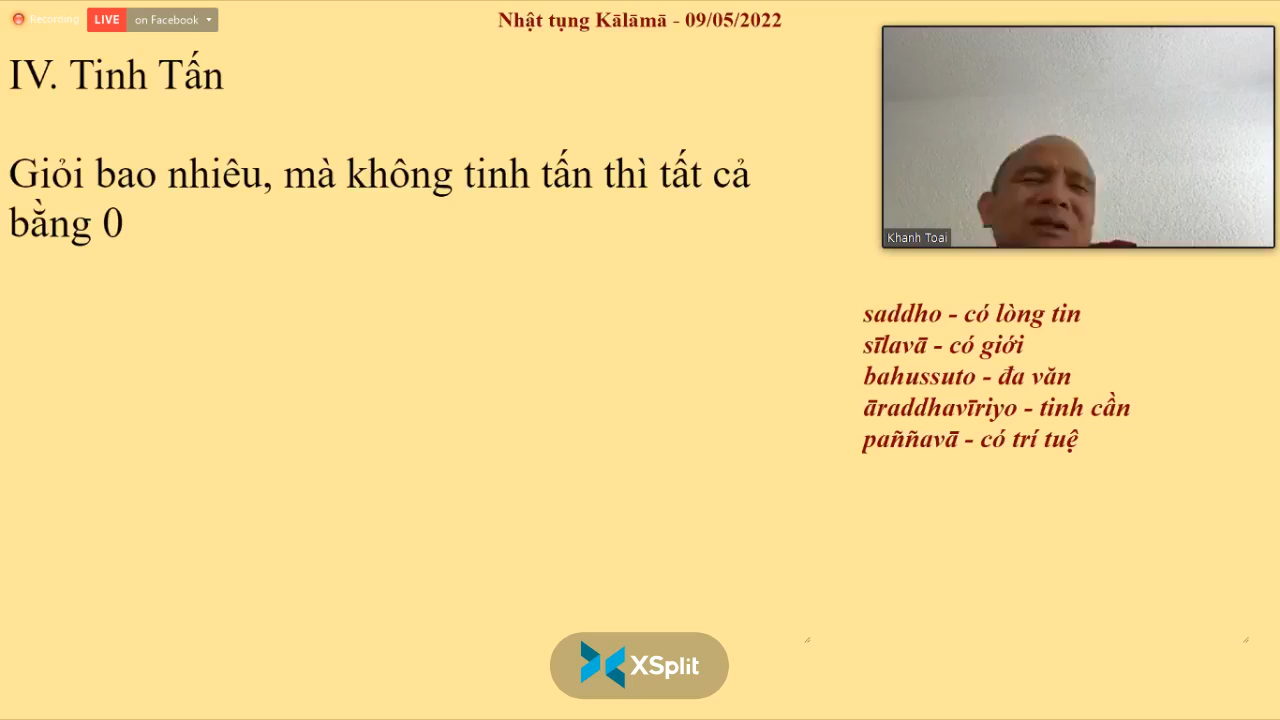 Recording
LIVE on Facebook
Nhật tụng Kālāmā - 09/05/2022
IV. Tinh Tấn
Giỏi bao nhiêu, mà không tinh tấn thì tất cả
bằng 0
Khanh Toai
saddho - có lòng tin
sīlavā - có giới
bahussuto - đa văn
āraddhavīriyo - tinh cần
paññavā - có trí tuệ
XSplit